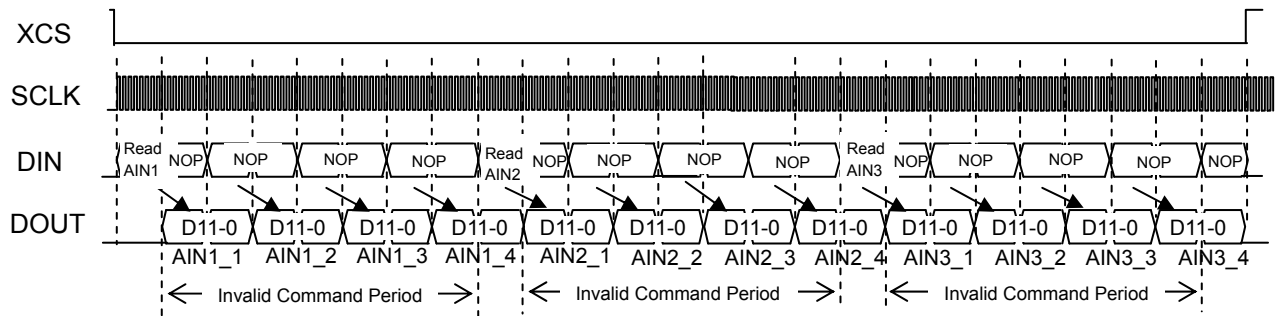 XCS
SCLK
DIN
Read AIN1 NOP NOP NOP NOP Read AIN2 NOP NOP NOP NOP Read AIN3 NOP NOP NOP NOP NOP
DOUT
D11-0 D11-0 D11-0 D11-0 D11-0 D11-0 D11-0 D11-0 D11-0 D11-0 D11-0 D11-0
AIN1_1 AIN1_2 AIN1_3 AIN1_4 AIN2_1 AIN2_2 AIN2_3 AIN2_4 AIN3_1 AIN3_2 AIN3_3 AIN3_4
Invalid Command Period Invalid Command Period Invalid Command Period